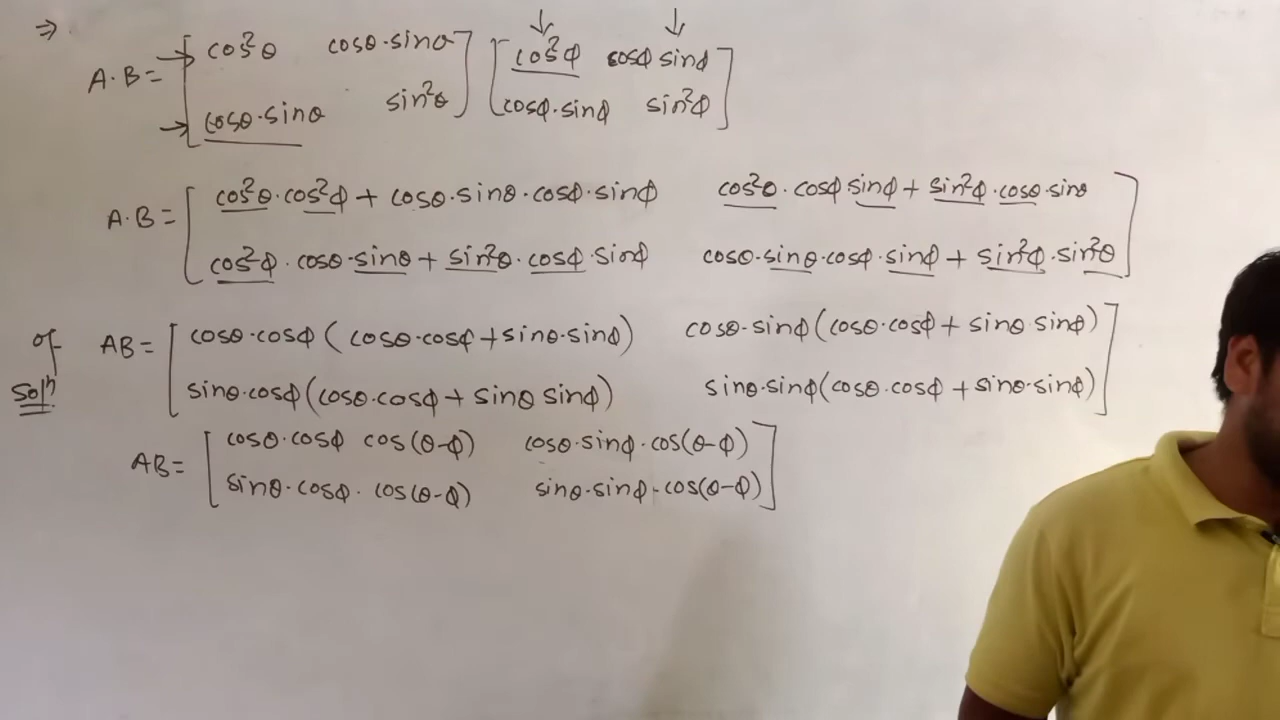 ⇒
A·B = [ cos²θ cosθ·sinθ ] [ cos²φ cosφ sinφ ]
[ cosθ·sinθ sin²θ ] [ cosφ·sinφ sin²φ ]
A·B = [ cos²θ·cos²φ + cosθ·sinθ·cosφ·sinφ cos²θ·cosφ sinφ + sin²φ·cosθ·sinθ ]
[ cos²φ·cosθ·sinθ + sin²θ·cosφ·sinφ cosθ·sinθ·cosφ·sinφ + sin²φ·sin²θ ]
of AB = [ cosθ·cosφ (cosθ·cosφ + sinθ·sinφ) cosθ·sinφ (cosθ·cosφ + sinθ sinφ) ]
Solⁿ [ sinθ·cosφ (cosθ·cosφ + sinθ sinφ) sinθ·sinφ (cosθ·cosφ + sinθ·sinφ) ]
AB = [ cosθ·cosφ cos(θ-φ) cosθ·sinφ·cos(θ-φ) ]
[ sinθ·cosφ·cos(θ-φ) sinθ·sinφ·cos(θ-φ) ]